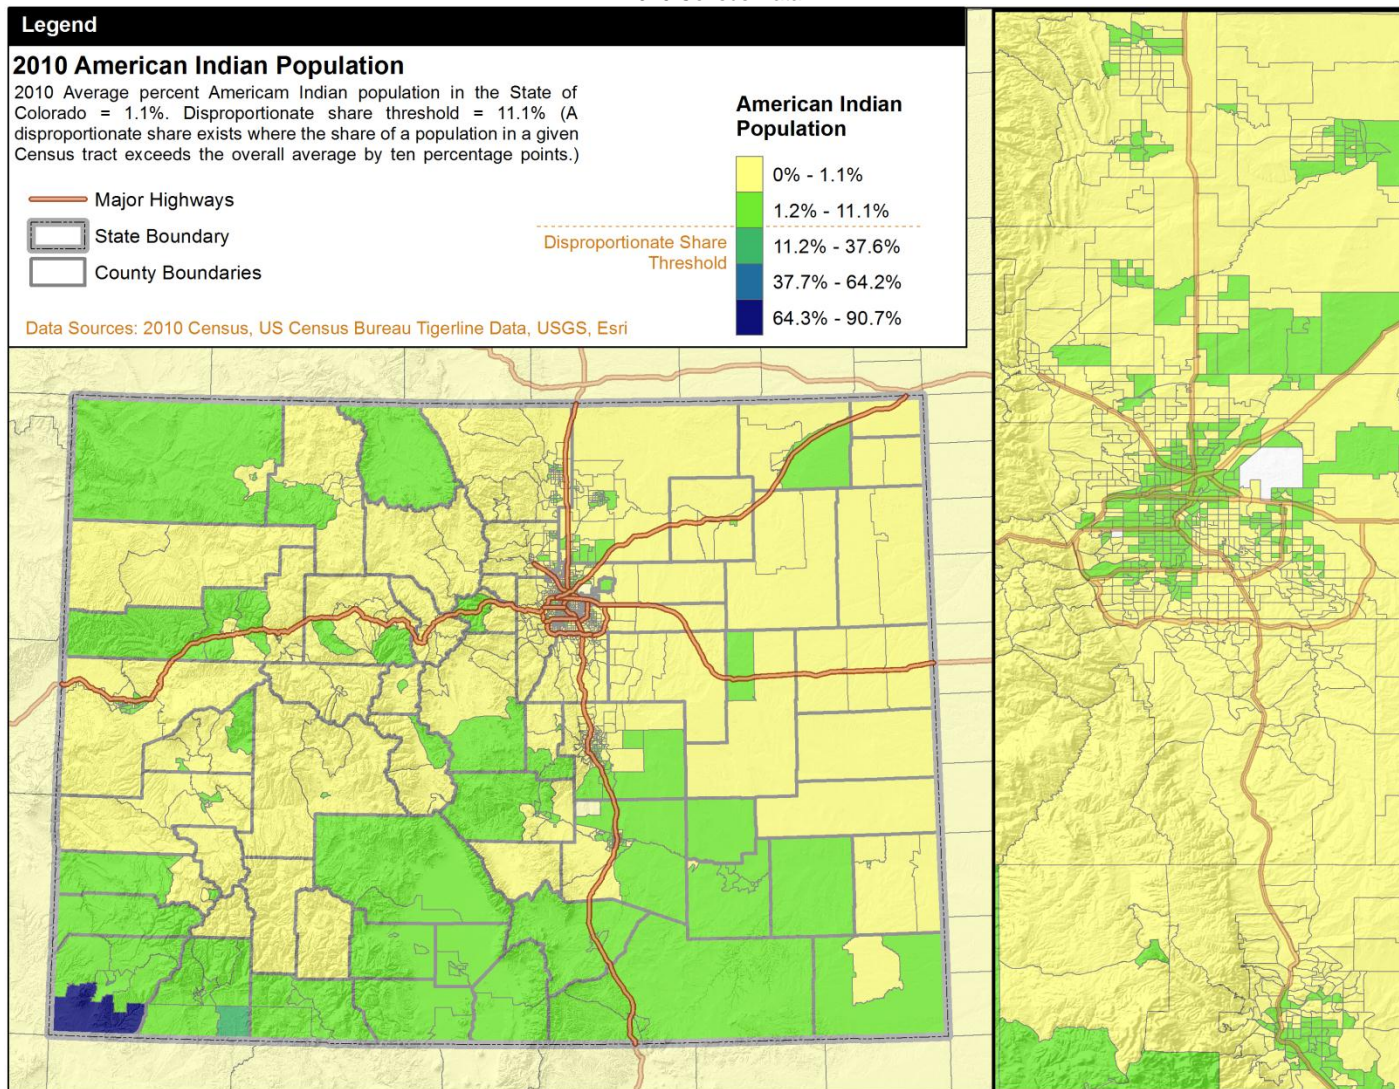 Legend
2010 American Indian Population
2010 Average percent Americam Indian population in the State of
Colorado = 1.1%. Disproportionate share threshold = 11.1% (A
disproportionate share exists where the share of a population in a given
Census tract exceeds the overall average by ten percentage points.)
Major Highways
State Boundary
County Boundaries
Data Sources: 2010 Census, US Census Bureau Tigerline Data, USGS, Esri
American Indian
Population
0% - 1.1%
1.2% - 11.1%
Disproportionate Share
Threshold
11.2% - 37.6%
37.7% - 64.2%
64.3% - 90.7%